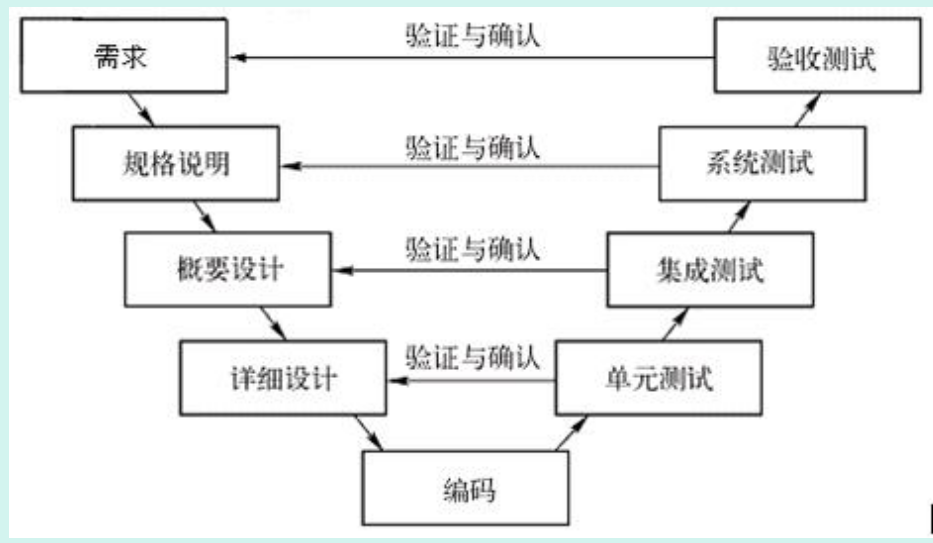 需求
验证与确认
验收测试
规格说明
验证与确认
系统测试
概要设计
验证与确认
集成测试
详细设计
验证与确认
单元测试
编码